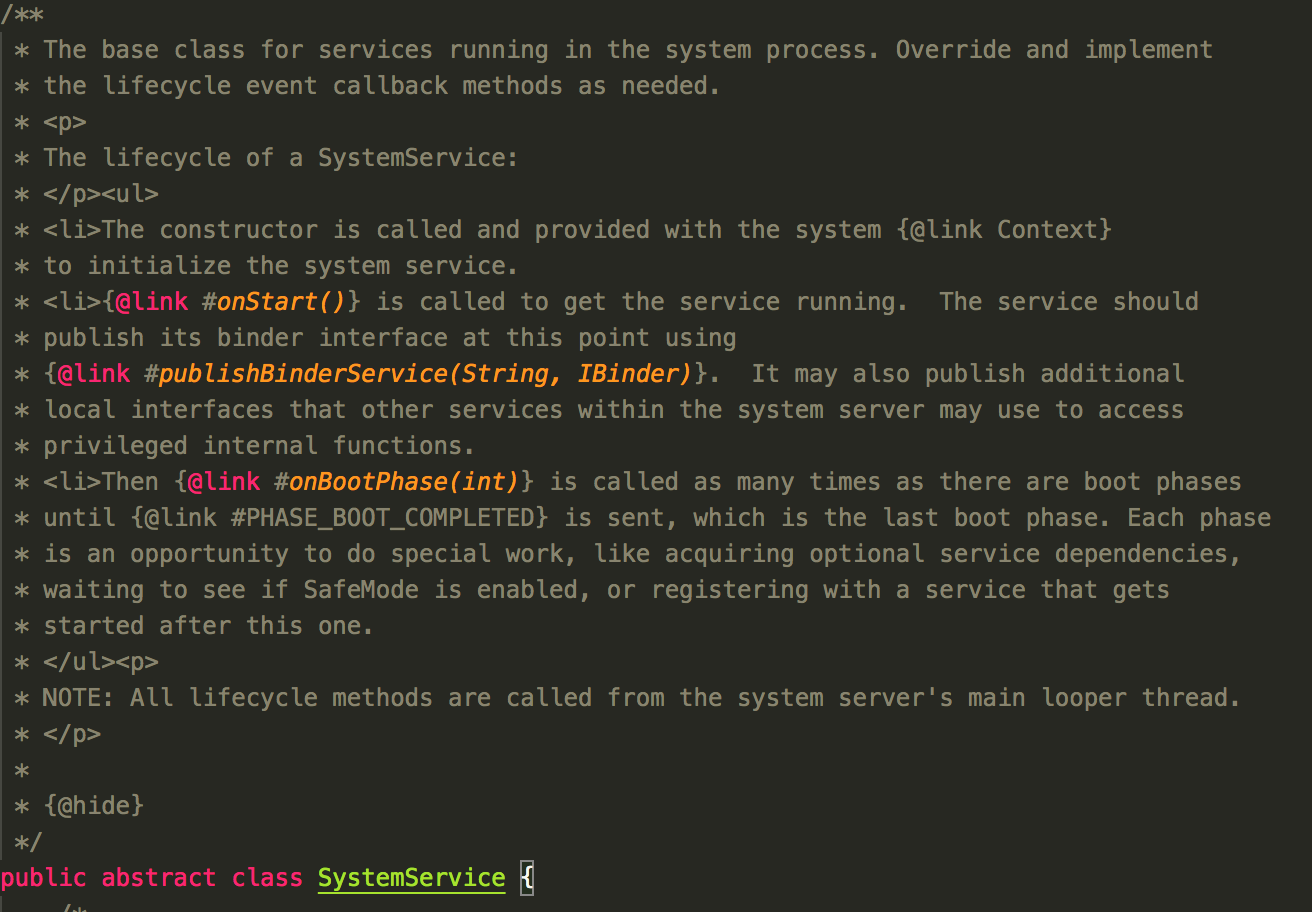 /**
 * The base class for services running in the system process. Override and implement
 * the lifecycle event callback methods as needed.
 * <p>
 * The lifecycle of a SystemService:
 * </p><ul>
 * <li>The constructor is called and provided with the system {@link Context}
 * to initialize the system service.
 * <li>{@link #onStart()} is called to get the service running.  The service should
 * publish its binder interface at this point using
 * {@link #publishBinderService(String, IBinder)}.  It may also publish additional
 * local interfaces that other services within the system server may use to access
 * privileged internal functions.
 * <li>Then {@link #onBootPhase(int)} is called as many times as there are boot phases
 * until {@link #PHASE_BOOT_COMPLETED} is sent, which is the last boot phase. Each phase
 * is an opportunity to do special work, like acquiring optional service dependencies,
 * waiting to see if SafeMode is enabled, or registering with a service that gets
 * started after this one.
 * </ul><p>
 * NOTE: All lifecycle methods are called from the system server's main looper thread.
 * </p>
 *
 * {@hide}
 */
public abstract class SystemService {
    /*